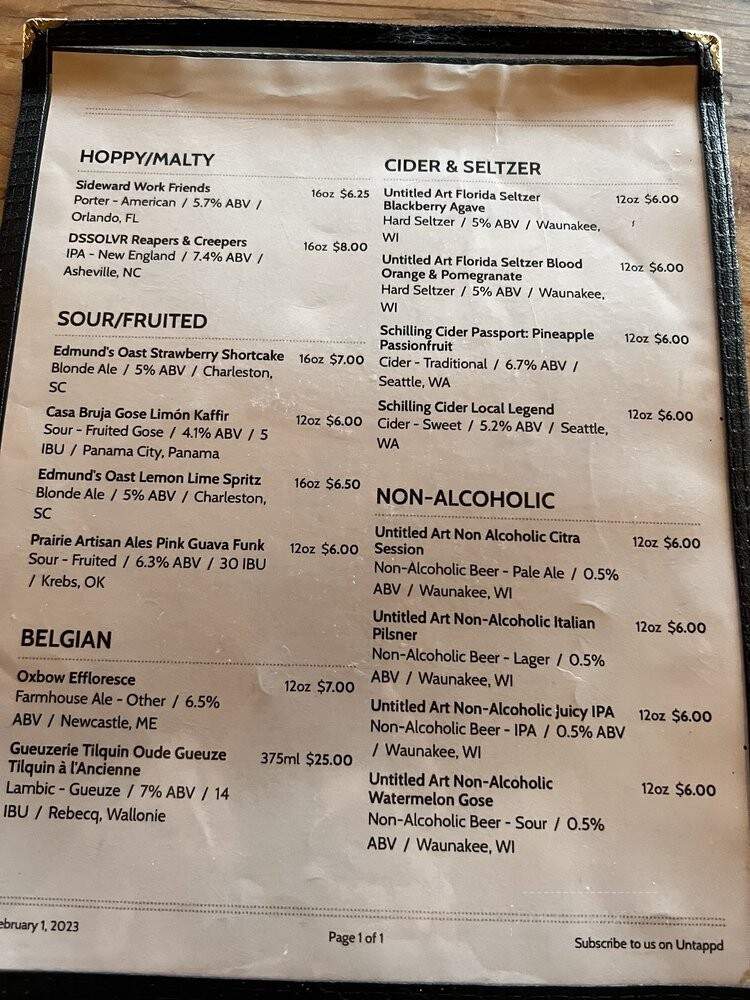 HOPPY/MALTY
Sideward Work Friends 16oz $6.25
Porter - American / 5.7% ABV /
Orlando, FL
DSSOLVR Reapers & Creepers 16oz $8.00
IPA - New England / 7.4% ABV /
Asheville, NC
SOUR/FRUITED
Edmund's Oast Strawberry Shortcake 16oz $7.00
Blonde Ale / 5% ABV / Charleston,
SC
Casa Bruja Gose Limón Kaffir 12oz $6.00
Sour - Fruited Gose / 4.1% ABV / 5
IBU / Panama City, Panama
Edmund's Oast Lemon Lime Spritz 16oz $6.50
Blonde Ale / 5% ABV / Charleston,
SC
Prairie Artisan Ales Pink Guava Funk 12oz $6.00
Sour - Fruited / 6.3% ABV / 30 IBU
/ Krebs, OK
BELGIAN
Oxbow Effloresce 12oz $7.00
Farmhouse Ale - Other / 6.5%
ABV / Newcastle, ME
Gueuzerie Tilquin Oude Gueuze 375ml $25.00
Tilquin à l'Ancienne
Lambic - Gueuze / 7% ABV / 14
IBU / Rebecq, Wallonie
CIDER & SELTZER
Untitled Art Florida Seltzer 12oz $6.00
Blackberry Agave
Hard Seltzer / 5% ABV / Waunakee,
WI
Untitled Art Florida Seltzer Blood 12oz $6.00
Orange & Pomegranate
Hard Seltzer / 5% ABV / Waunakee,
WI
Schilling Cider Passport: Pineapple 12oz $6.00
Passionfruit
Cider - Traditional / 6.7% ABV /
Seattle, WA
Schilling Cider Local Legend 12oz $6.00
Cider - Sweet / 5.2% ABV / Seattle,
WA
NON-ALCOHOLIC
Untitled Art Non Alcoholic Citra 12oz $6.00
Session
Non-Alcoholic Beer - Pale Ale / 0.5%
ABV / Waunakee, WI
Untitled Art Non-Alcoholic Italian 12oz $6.00
Pilsner
Non-Alcoholic Beer - Lager / 0.5%
ABV / Waunakee, WI
Untitled Art Non-Alcoholic Juicy IPA 12oz $6.00
Non-Alcoholic Beer - IPA / 0.5% ABV
/ Waunakee, WI
Untitled Art Non-Alcoholic 12oz $6.00
Watermelon Gose
Non-Alcoholic Beer - Sour / 0.5%
ABV / Waunakee, WI
ebruary 1, 2023
Page 1 of 1
Subscribe to us on Untappd